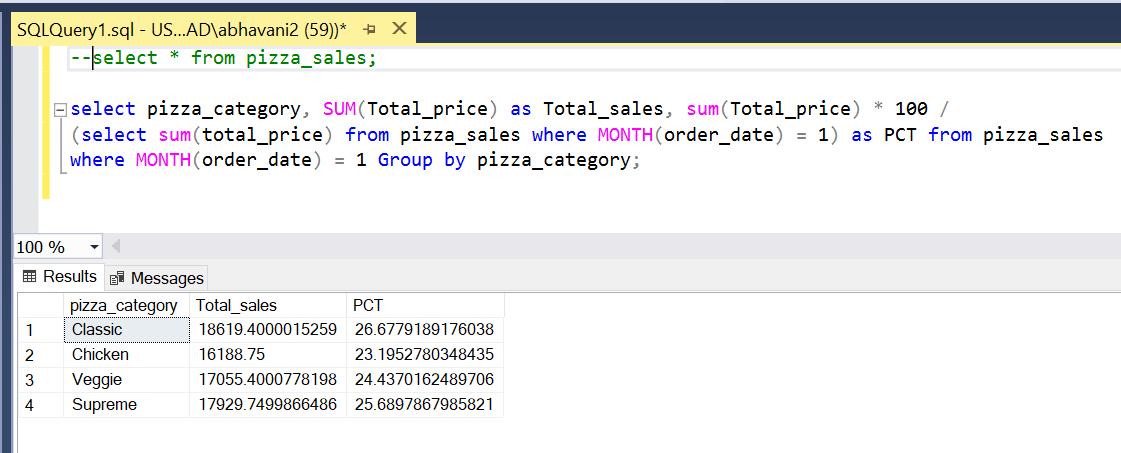 SQLQuery1.sql - US...AD\abhavani2 (59))*
--select * from pizza_sales;
select pizza_category, SUM(Total_price) as Total_sales, sum(Total_price) * 100 /
(select sum(total_price) from pizza_sales where MONTH(order_date) = 1) as PCT from pizza_sales
where MONTH(order_date) = 1 Group by pizza_category;
100 %
Results Messages
pizza_category Total_sales PCT
1 Classic 18619.4000015259 26.6779189176038
2 Chicken 16188.75 23.1952780348435
3 Veggie 17055.4000778198 24.4370162489706
4 Supreme 17929.7499866486 25.6897867985821